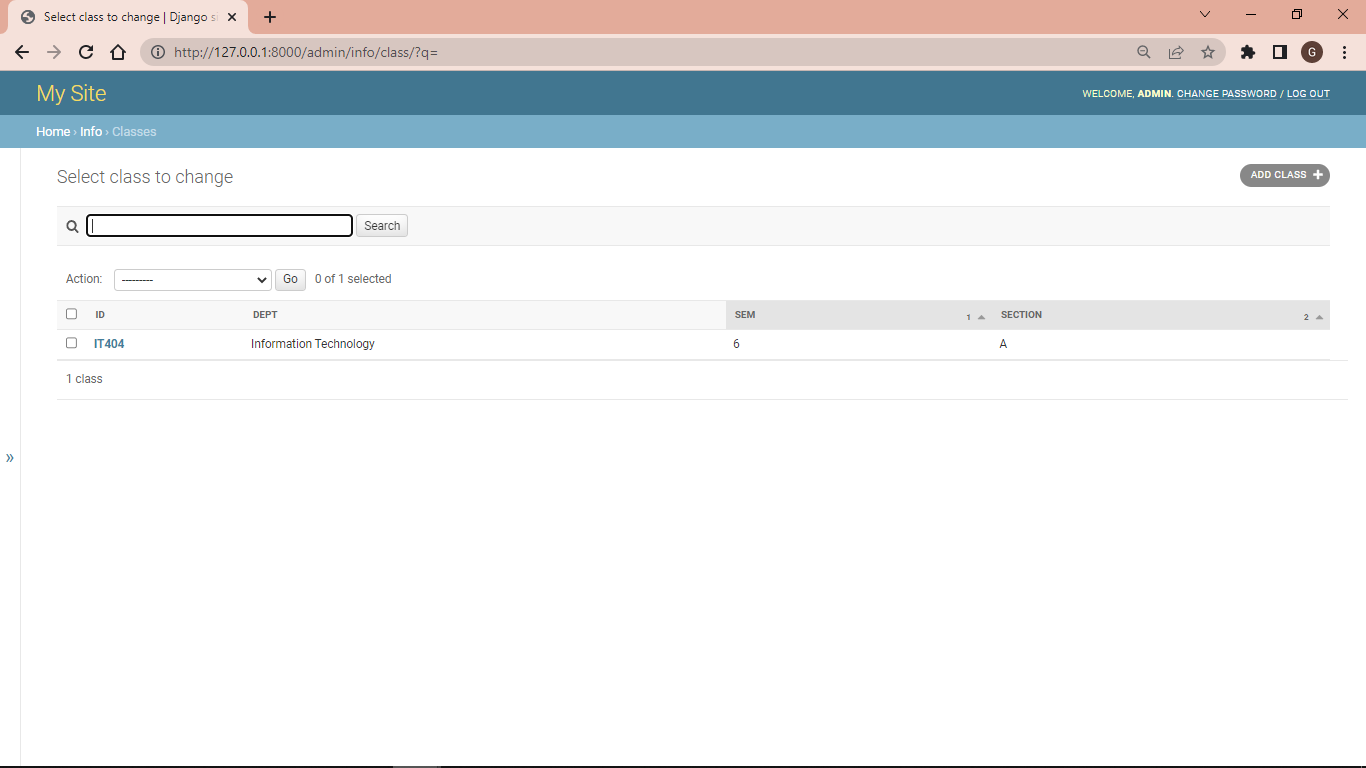 Select class to change | Django s
http://127.0.0.1:8000/admin/info/class/?q=
G
My Site
WELCOME, ADMIN. CHANGE PASSWORD / LOG OUT
Home › Info › Classes
Select class to change
ADD CLASS +
Search
Action: --------- Go 0 of 1 selected
ID DEPT SEM 1 SECTION 2
IT404 Information Technology 6 A
1 class
»